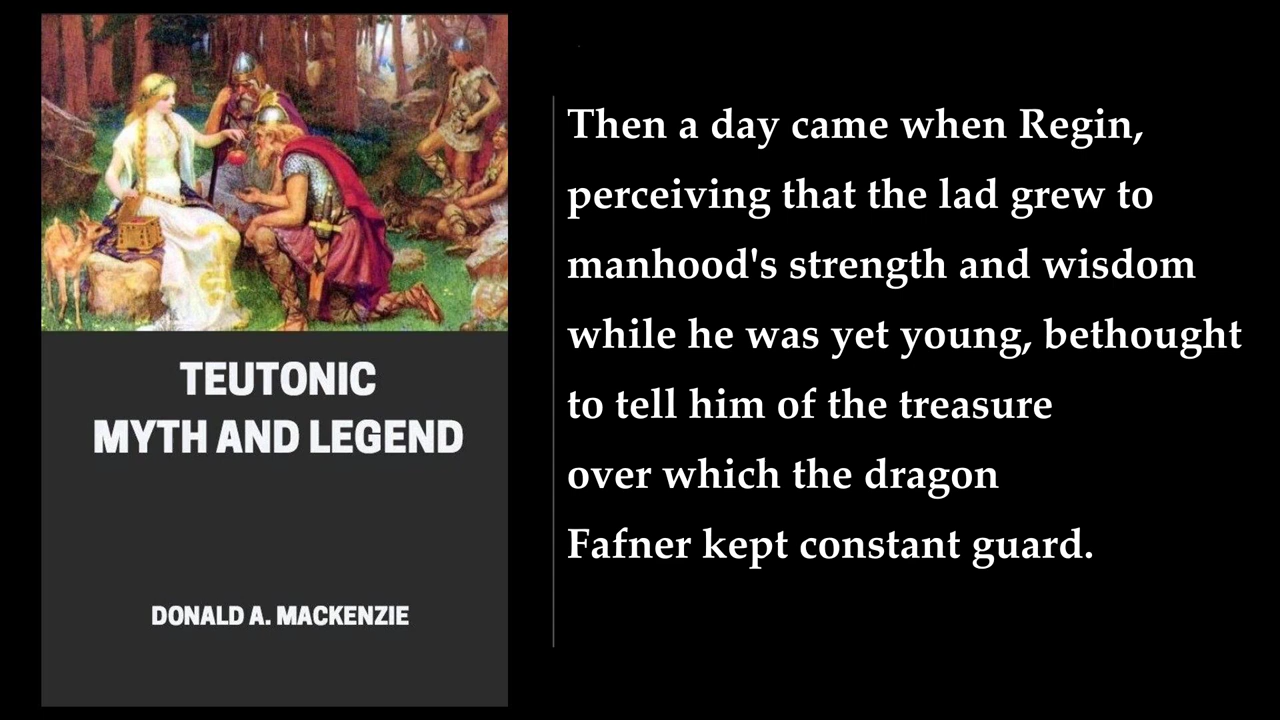 TEUTONIC
MYTH AND LEGEND
DONALD A. MACKENZIE
Then a day came when Regin,
perceiving that the lad grew to
manhood's strength and wisdom
while he was yet young, bethought
to tell him of the treasure
over which the dragon
Fafner kept constant guard.